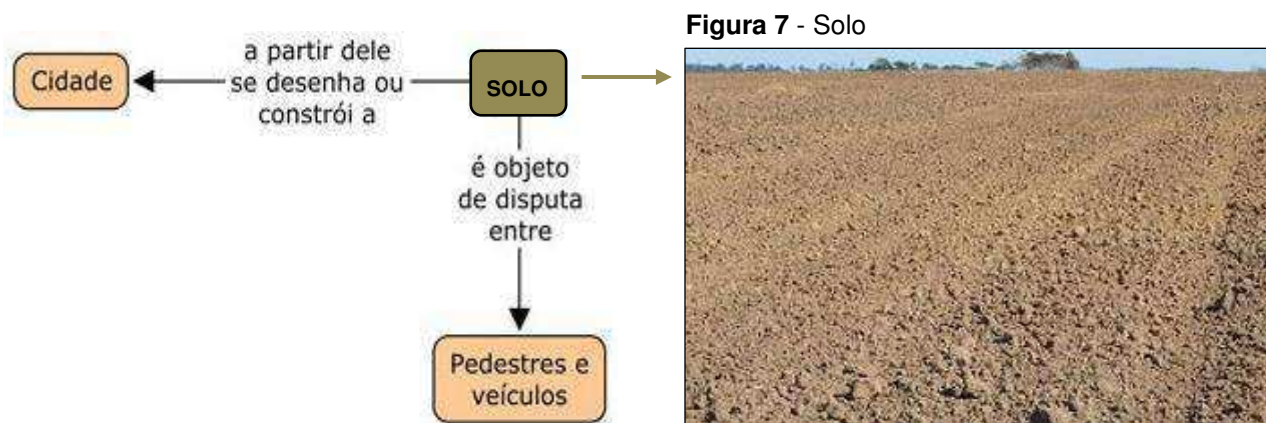 Figura 7 - Solo
Cidade
a partir dele
se desenha ou
constrói a
SOLO
é objeto
de disputa
entre
Pedestres e
veículos